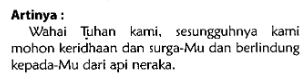 Artinya :
Wahai Tuhan kami, sesungguhnya kami
mohon keridhaan dan surga-Mu dan berlindung
kepada-Mu dari api neraka.